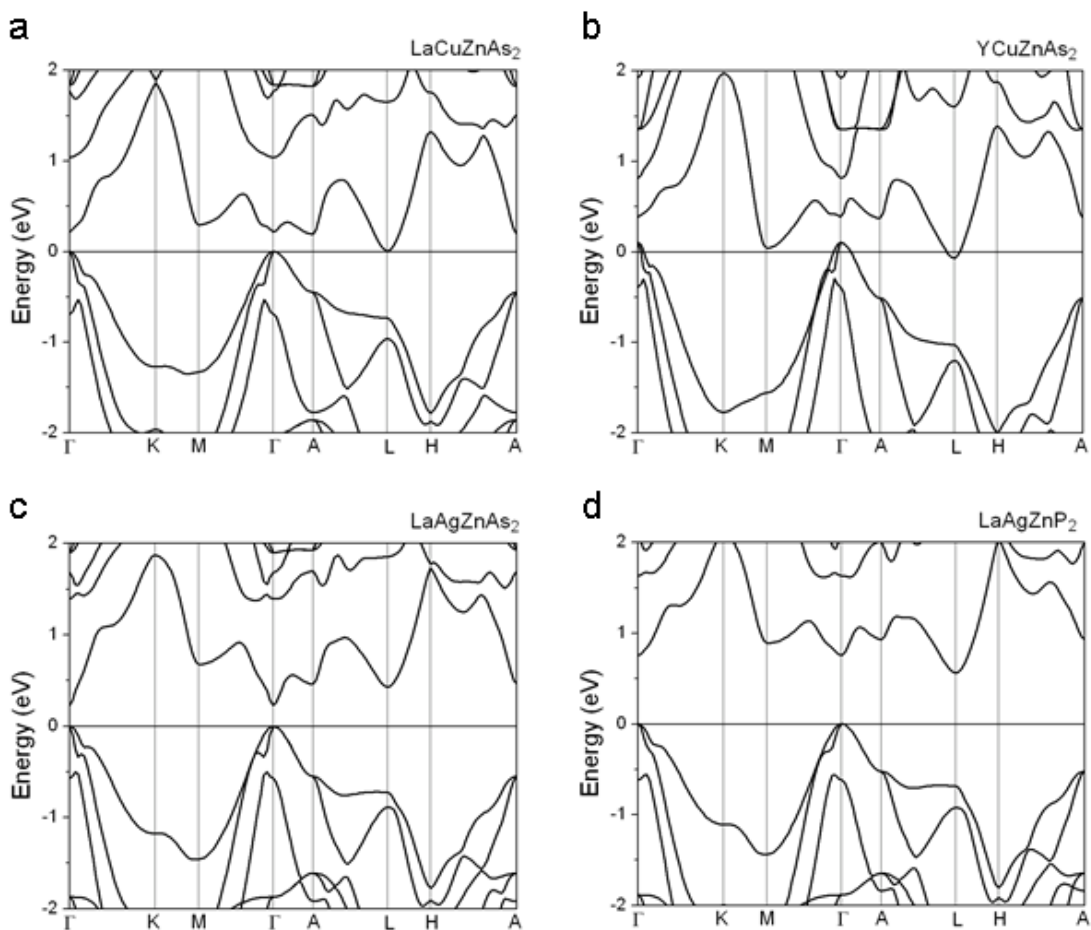 a
LaCuZnAs₂
b
YCuZnAs₂
Energy (eV)
2
1
0
-1
-2
Γ K M Γ A L H A
Energy (eV)
2
1
0
-1
-2
Γ K M Γ A L H A
c
LaAgZnAs₂
d
LaAgZnP₂
Energy (eV)
2
1
0
-1
-2
Γ K M Γ A L H A
Energy (eV)
2
1
0
-1
-2
Γ K M Γ A L H A